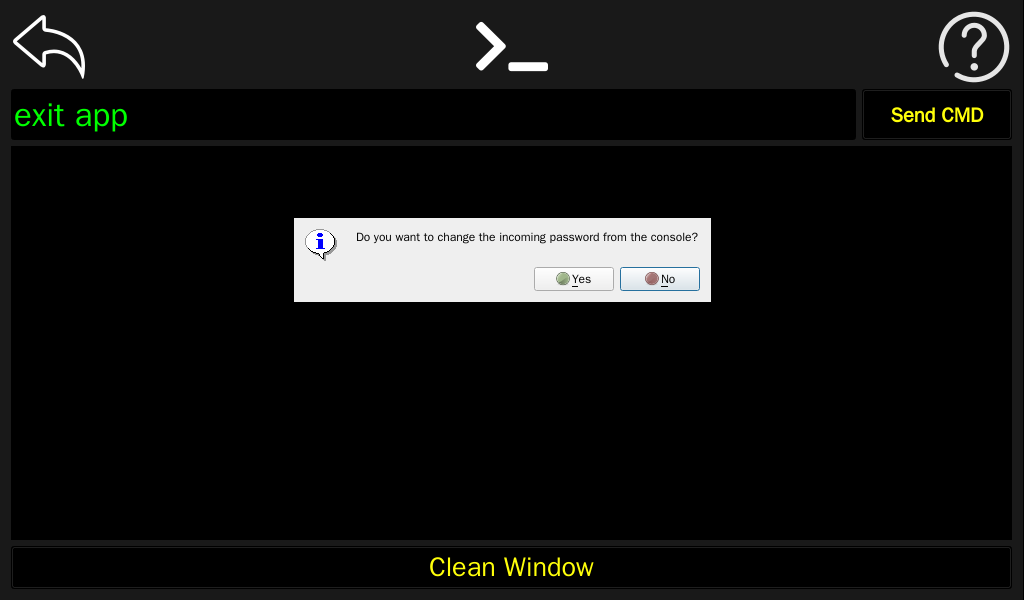 exit app
Send CMD
Do you want to change the incoming password from the console?
Yes
No
Clean Window